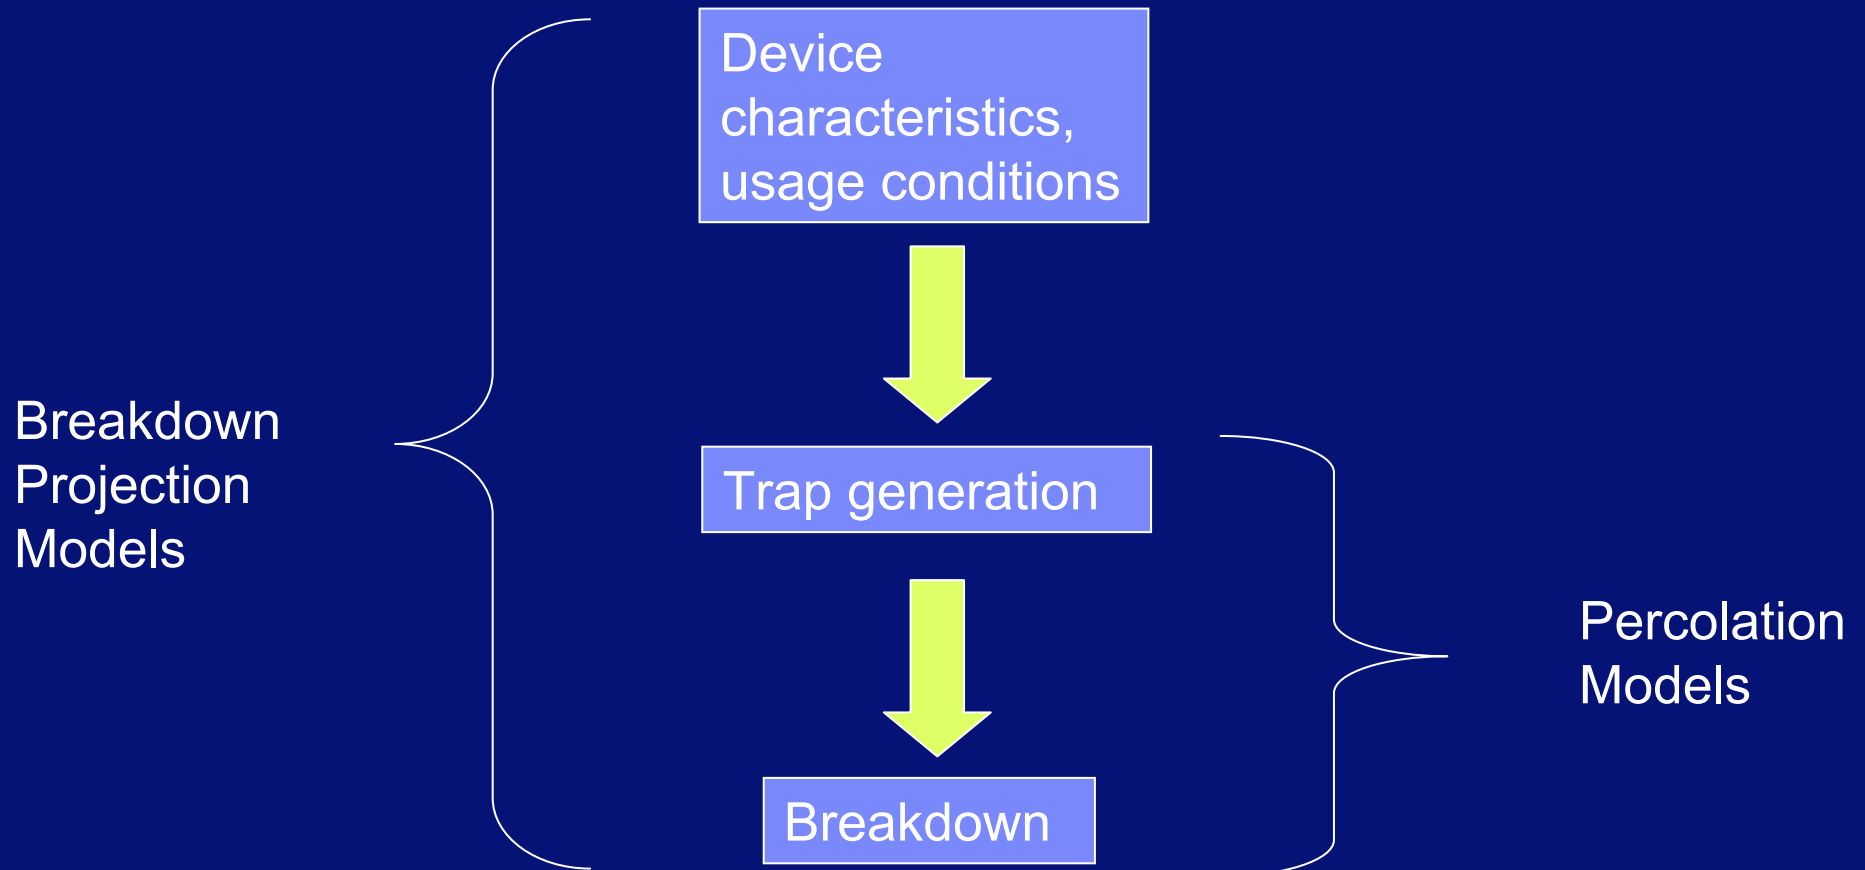 Device
characteristics,
usage conditions
Breakdown
Projection
Models
Trap generation
Percolation
Models
Breakdown